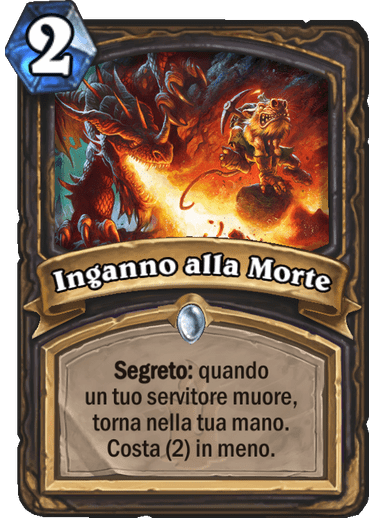 2
Inganno alla Morte
Segreto: quando
un tuo servitore muore,
torna nella tua mano.
Costa (2) in meno.